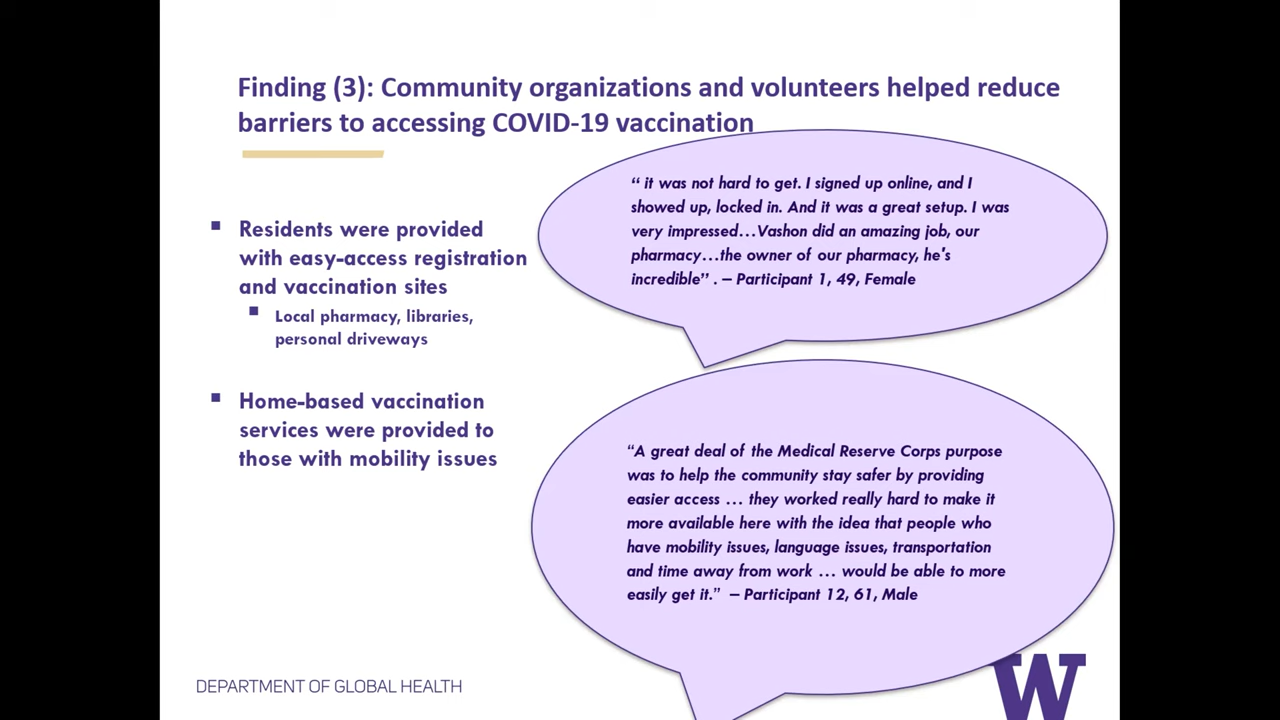 Finding (3): Community organizations and volunteers helped reduce
barriers to accessing COVID-19 vaccination
Residents were provided
with easy-access registration
and vaccination sites
Local pharmacy, libraries,
personal driveways
Home-based vaccination
services were provided to
those with mobility issues
“ it was not hard to get. I signed up online, and I
showed up, locked in. And it was a great setup. I was
very impressed…Vashon did an amazing job, our
pharmacy…the owner of our pharmacy, he's
incredible” . – Participant 1, 49, Female
“A great deal of the Medical Reserve Corps purpose
was to help the community stay safer by providing
easier access … they worked really hard to make it
more available here with the idea that people who
have mobility issues, language issues, transportation
and time away from work … would be able to more
easily get it.” – Participant 12, 61, Male
DEPARTMENT OF GLOBAL HEALTH
W